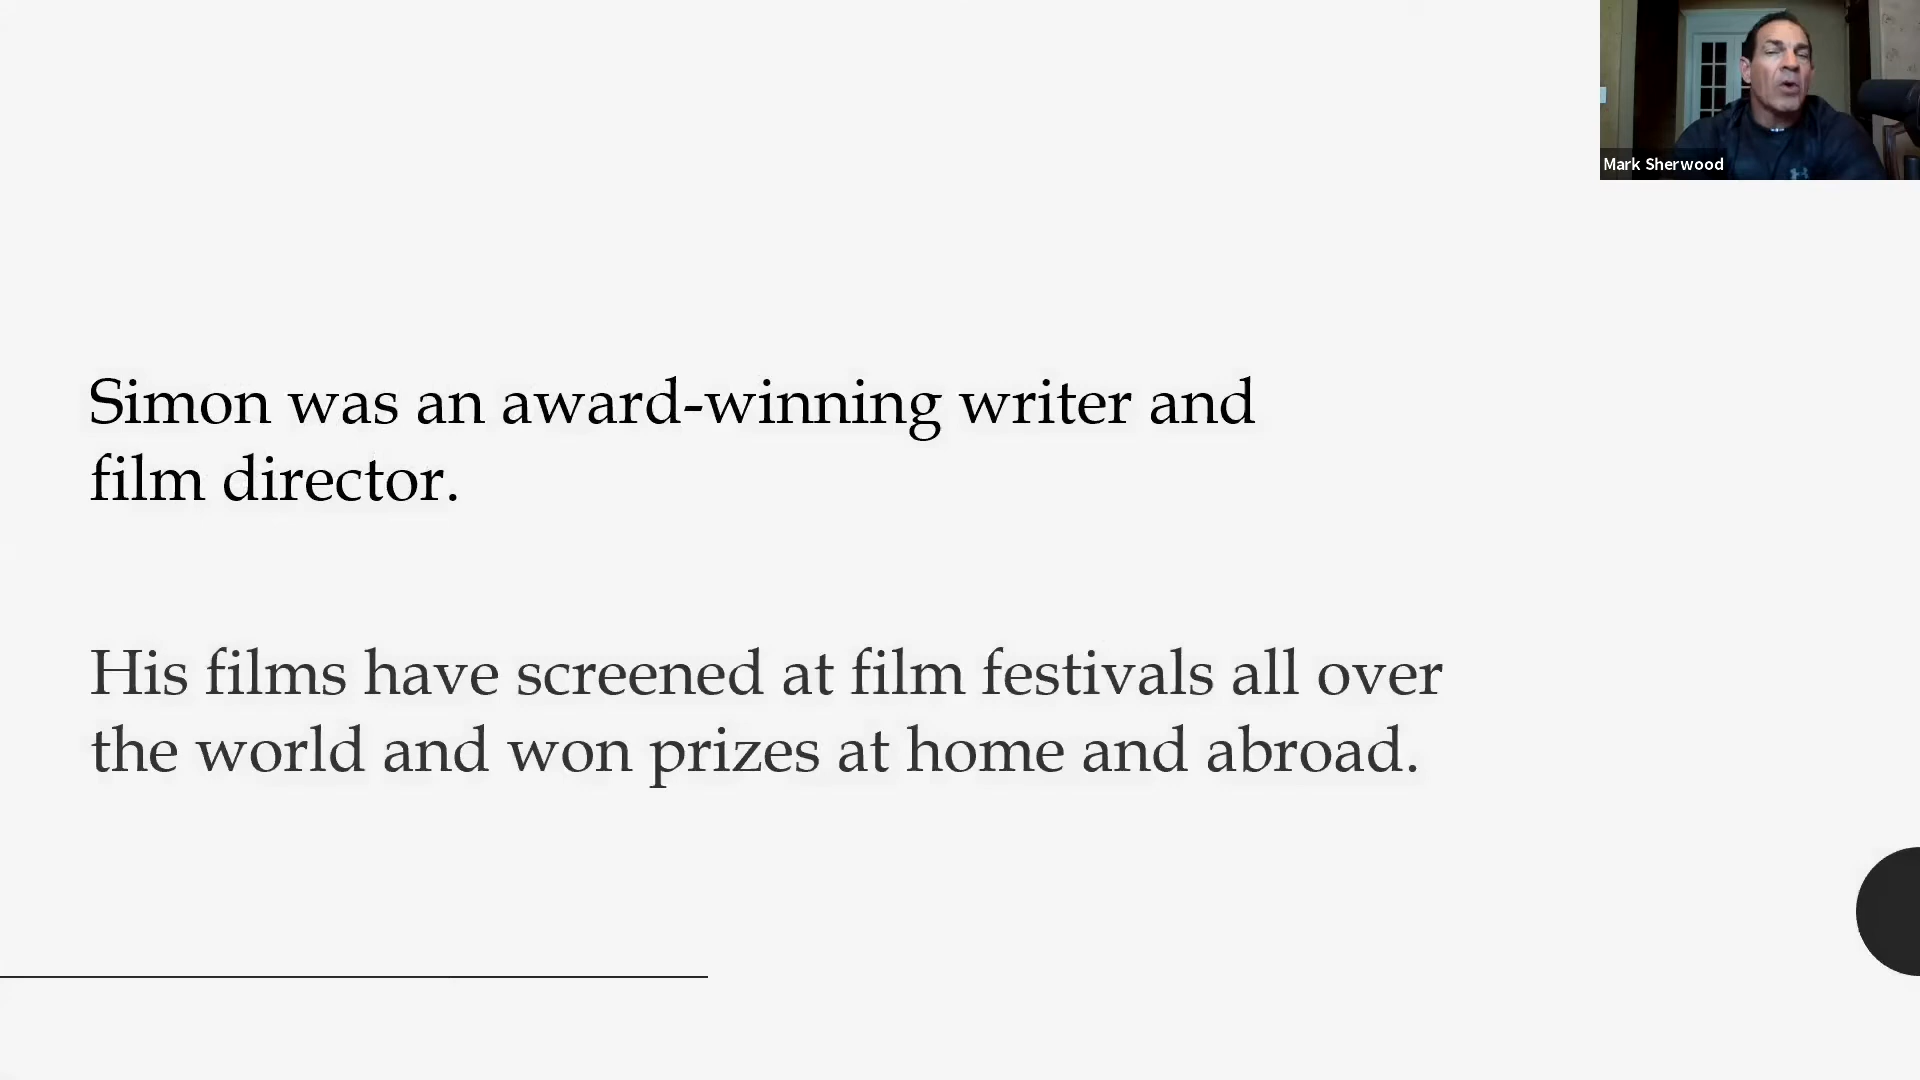 Mark Sherwood
Simon was an award-winning writer and
film director.
His films have screened at film festivals all over
the world and won prizes at home and abroad.